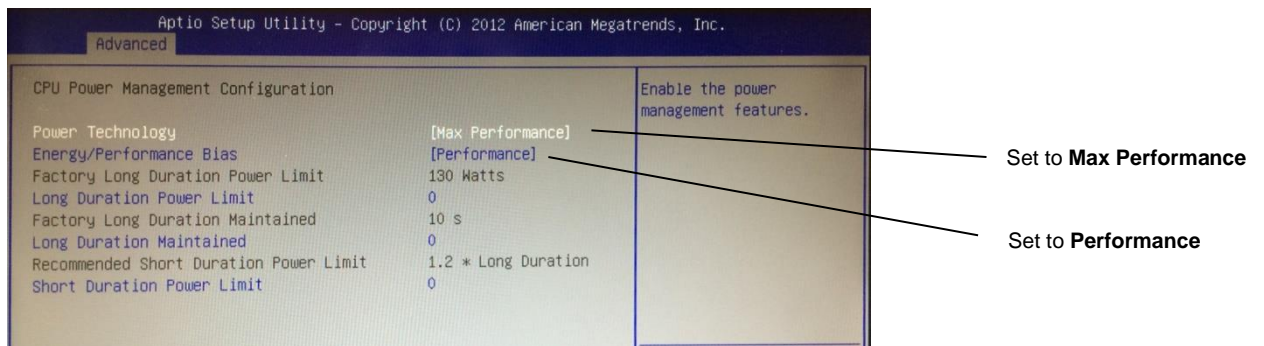 Aptio Setup Utility - Copyright (C) 2012 American Megatrends, Inc.
Advanced
CPU Power Management Configuration
Power Technology [Max Performance]
Energy/Performance Bias [Performance]
Factory Long Duration Power Limit 130 Watts
Long Duration Power Limit 0
Factory Long Duration Maintained 10 s
Long Duration Maintained 0
Recommended Short Duration Power Limit 1.2 * Long Duration
Short Duration Power Limit 0
Enable the power
management features.
Set to Max Performance
Set to Performance